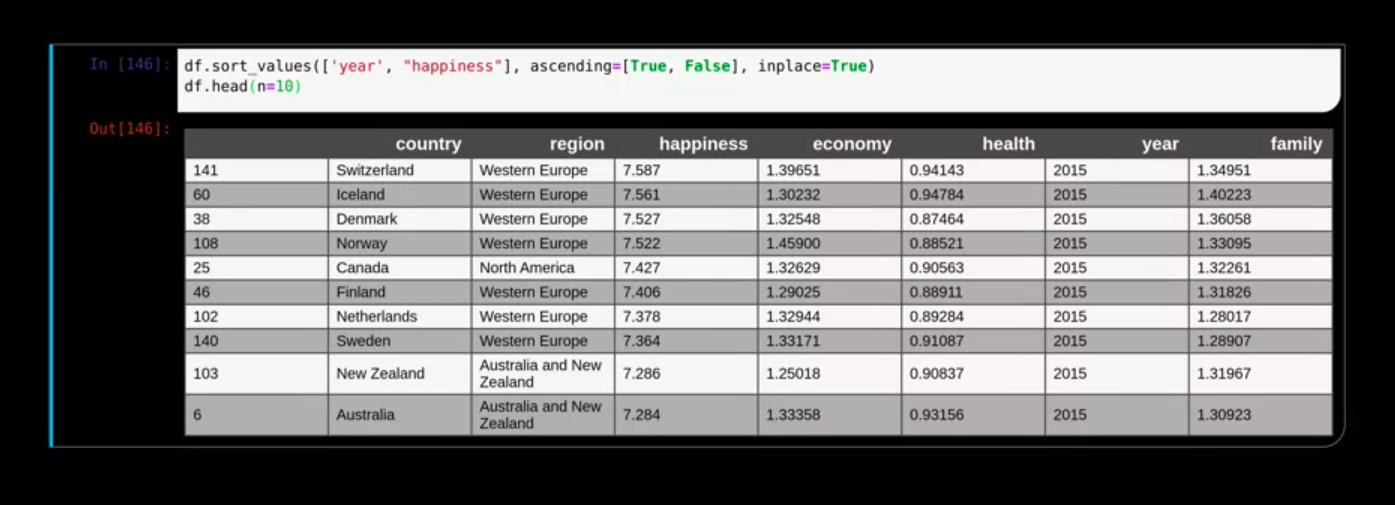 In [146]: df.sort_values(['year', "happiness"], ascending=[True, False], inplace=True)
df.head(n=10)
Out[146]:
country region happiness economy health year family
141 Switzerland Western Europe 7.587 1.39651 0.94143 2015 1.34951
60 Iceland Western Europe 7.561 1.30232 0.94784 2015 1.40223
38 Denmark Western Europe 7.527 1.32548 0.87464 2015 1.36058
108 Norway Western Europe 7.522 1.45900 0.88521 2015 1.33095
25 Canada North America 7.427 1.32629 0.90563 2015 1.32261
46 Finland Western Europe 7.406 1.29025 0.88911 2015 1.31826
102 Netherlands Western Europe 7.378 1.32944 0.89284 2015 1.28017
140 Sweden Western Europe 7.364 1.33171 0.91087 2015 1.28907
103 New Zealand Australia and New Zealand 7.286 1.25018 0.90837 2015 1.31967
6 Australia Australia and New Zealand 7.284 1.33358 0.93156 2015 1.30923